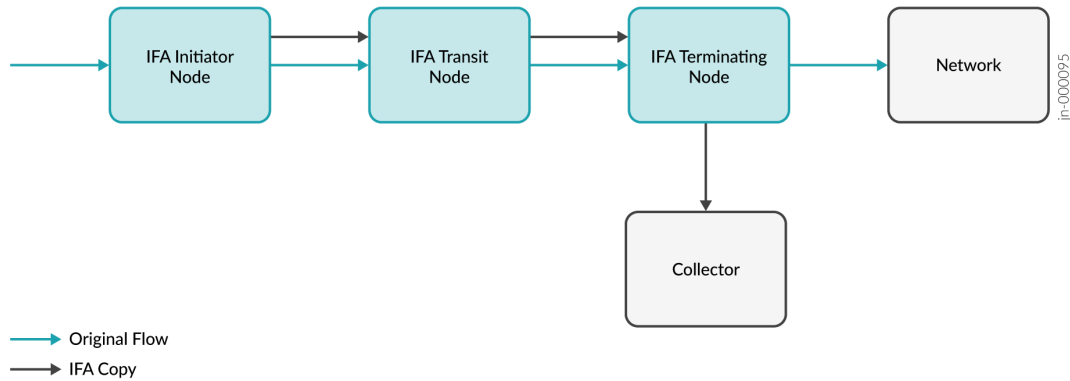 IFA Initiator
Node
IFA Transit
Node
IFA Terminating
Node
Network
in-000095
Collector
Original Flow
IFA Copy